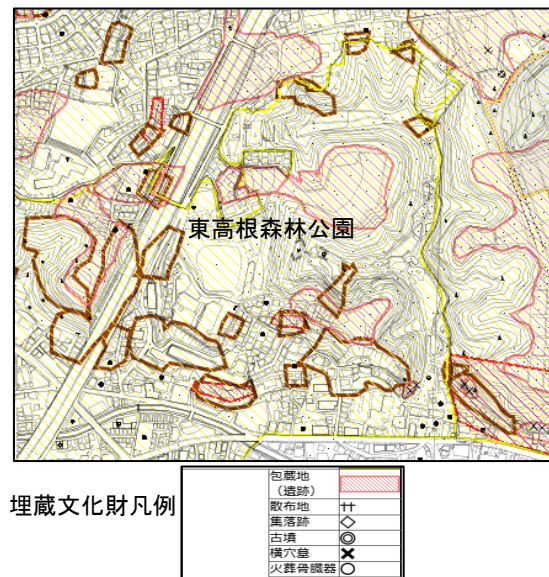 東高根森林公園
埋蔵文化財凡例
包蔵地
(遺跡)
散布地
集落跡
古墳
横穴墓
火葬骨臓器